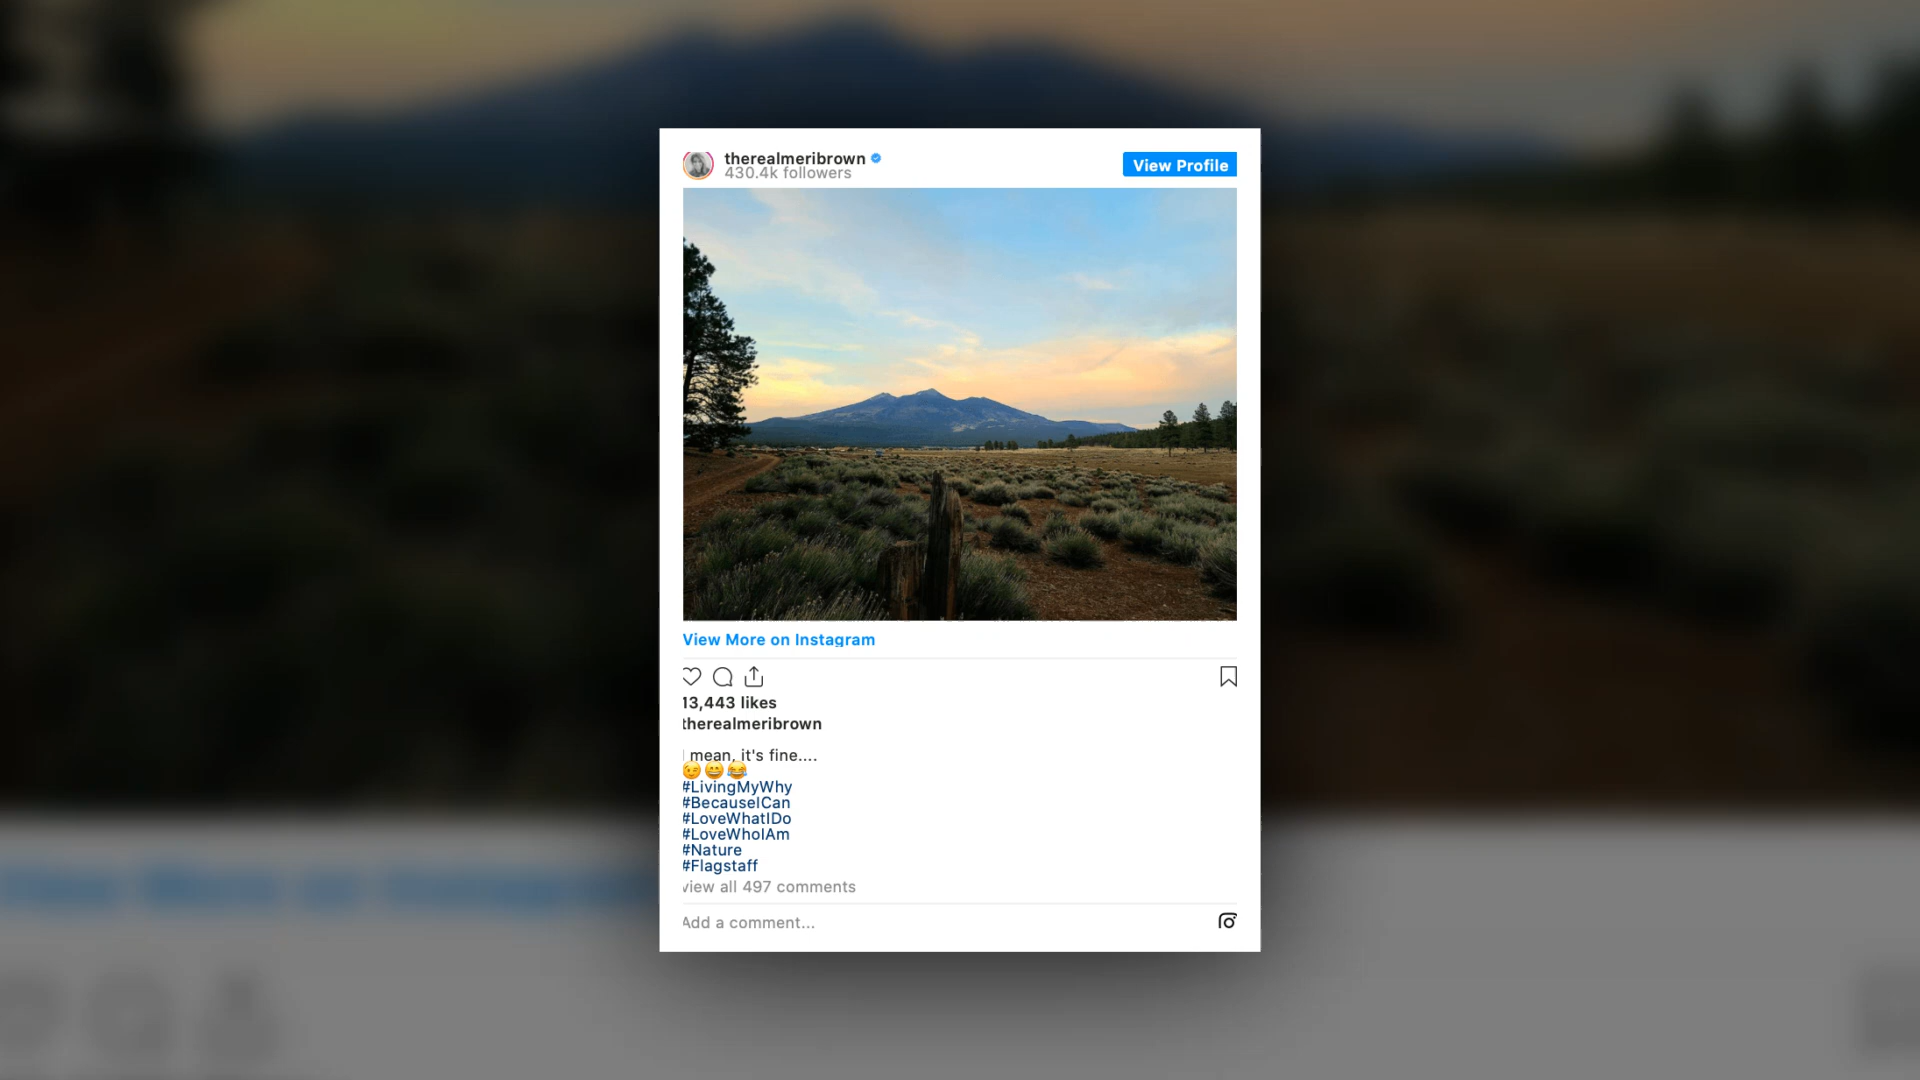 therealmeribrown
430.4k followers
View Profile
View More on Instagram
13,443 likes
therealmeribrown
I mean, it's fine....
#LivingMyWhy
#BecauseICan
#LoveWhatIDo
#LoveWhoIAm
#Nature
#Flagstaff
view all 497 comments
Add a comment...